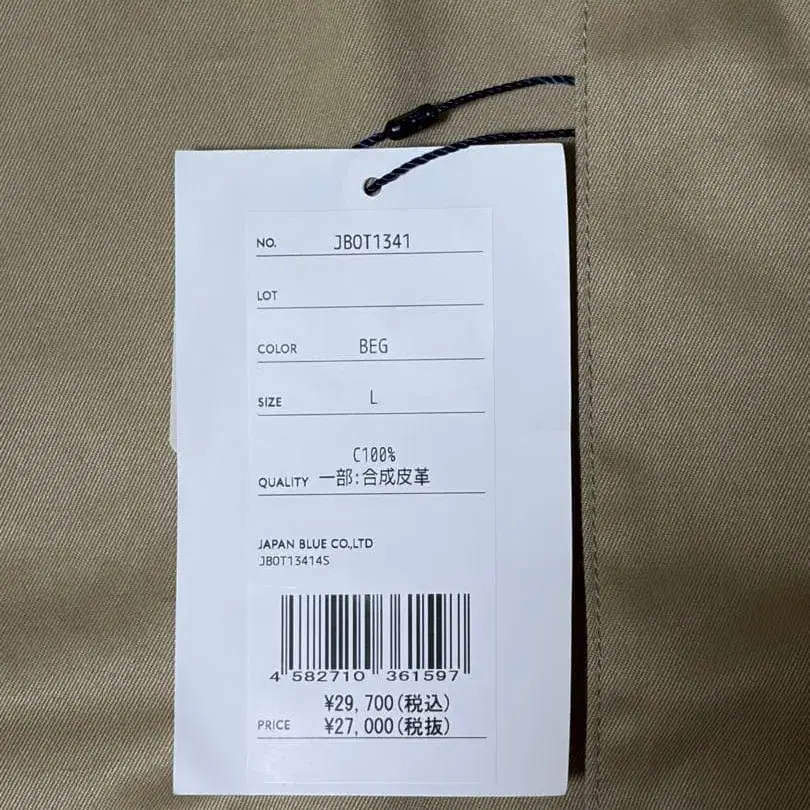 NO. JBOT1341
LOT
COLOR BEG
SIZE L
C100%
QUALITY 一部:合成皮革
JAPAN BLUE CO.,LTD
JBOT13414S
4 582710 361597
¥29,700(税込)
PRICE ¥27,000(税抜)